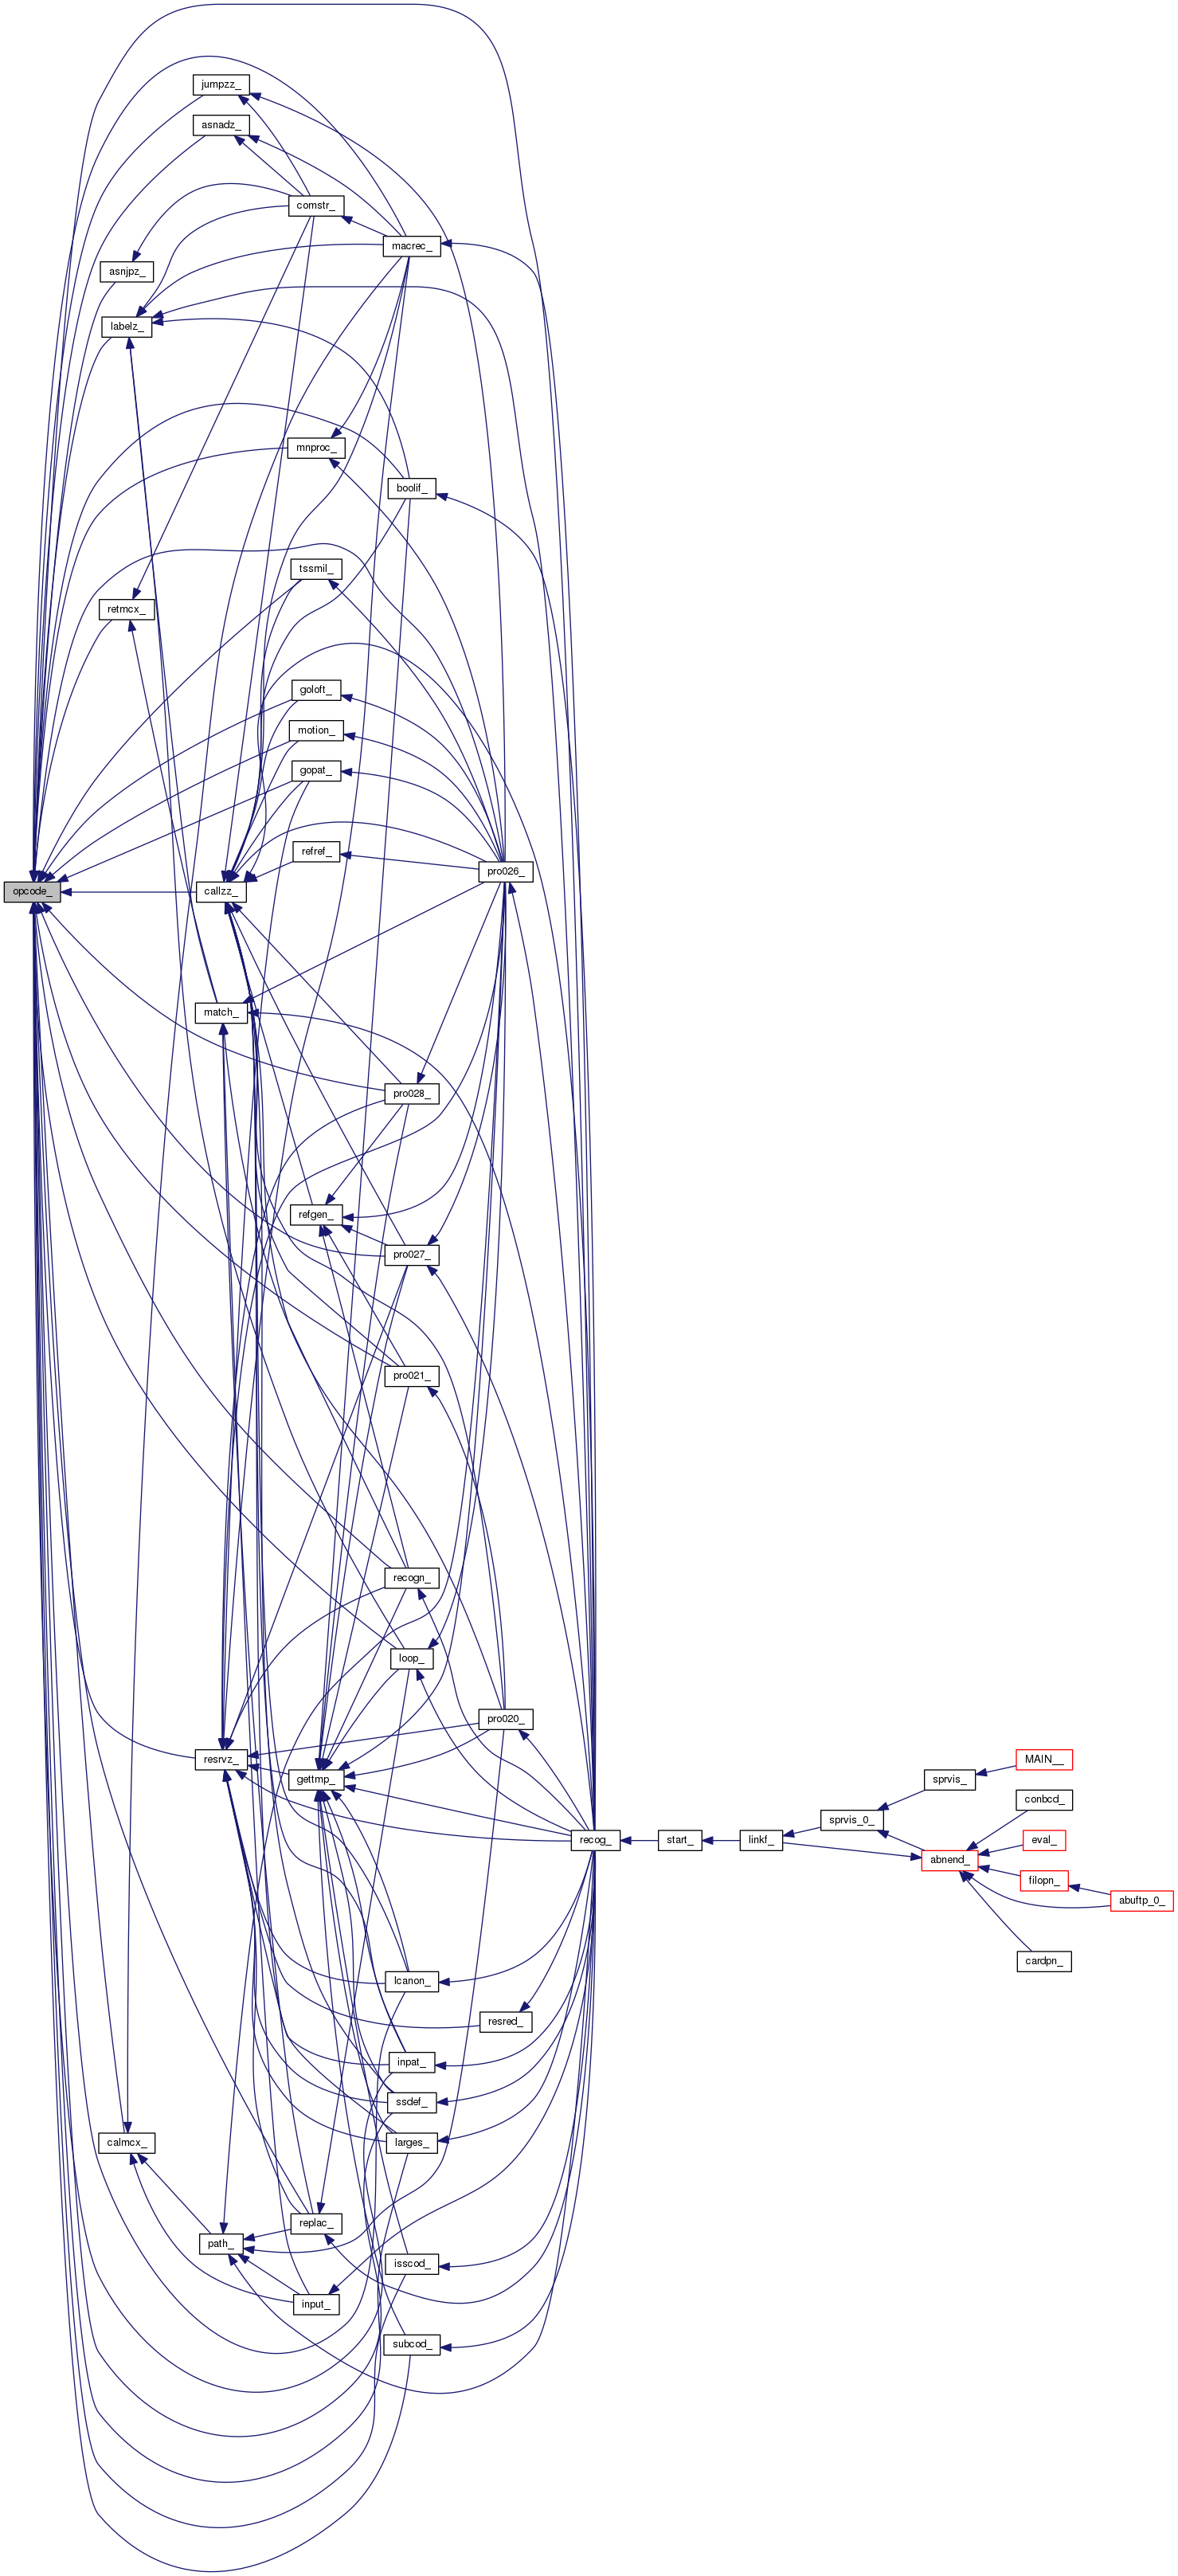 jumpzz_
asnadz_
comstr_
macrec_
asnjpz_
labelz_
mnproc_
boolif_
tssmil_
retmcx_
goloft_
motion_
gopat_
refref_
pro026_
opcode_
callzz_
match_
pro028_
refgen_
pro027_
pro021_
recogn_
loop_
pro020_
resrvz_
gettmp_
sprvis_
MAIN__
conbcd_
sprvis_0_
recog_
start_
linkf_
eval_
abnend_
filopn_
abuftp_0_
cardpn_
lcanon_
resred_
inpat_
ssdef_
calmcx_
larges_
replac_
path_
isscod_
input_
subcod_